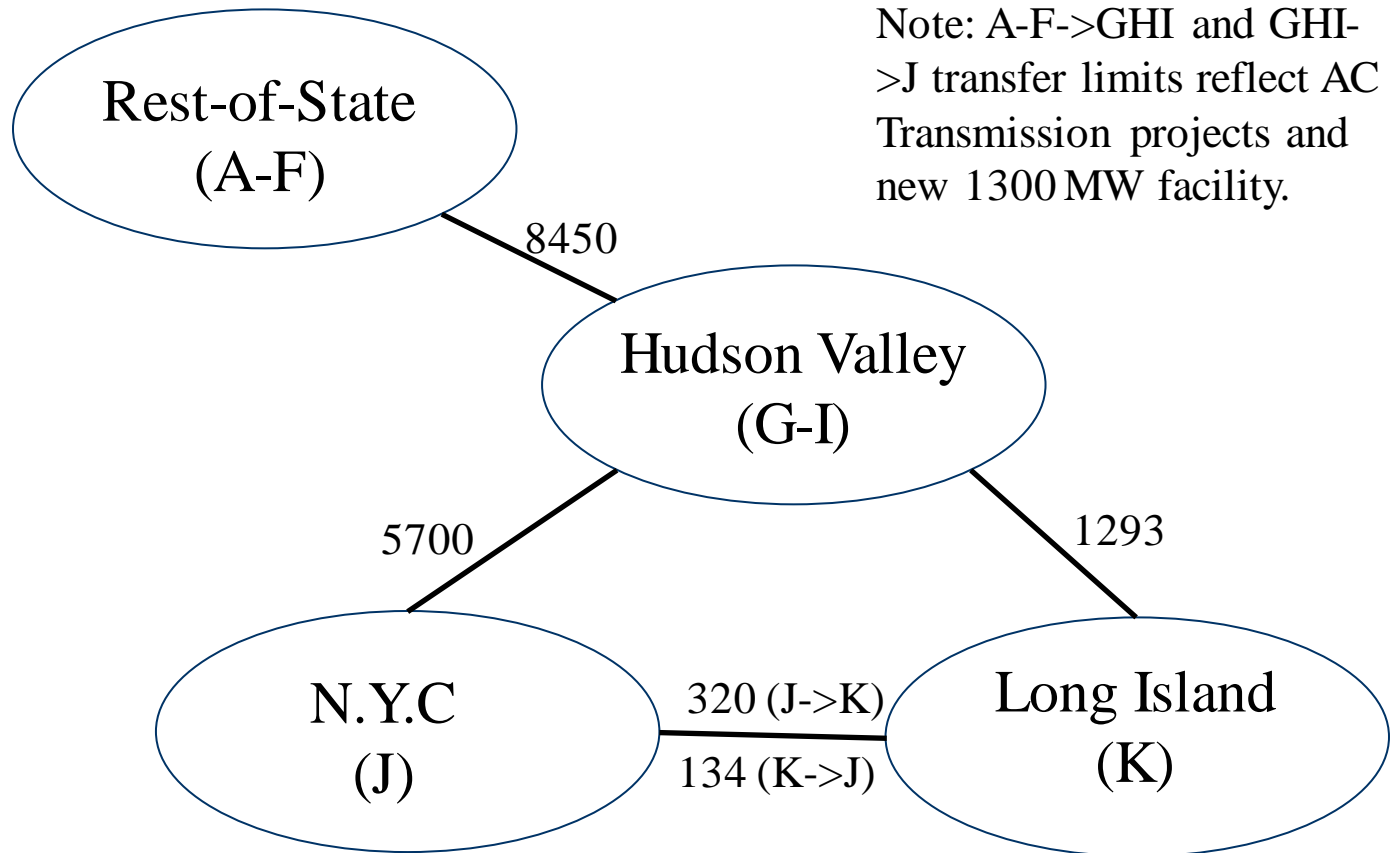 Note: A-F->GHI and GHI-
>J transfer limits reflect AC
Transmission projects and
new 1300 MW facility.
Rest-of-State
(A-F)
8450
Hudson Valley
(G-I)
5700
1293
N.Y.C
(J)
320 (J->K)
134 (K->J)
Long Island
(K)